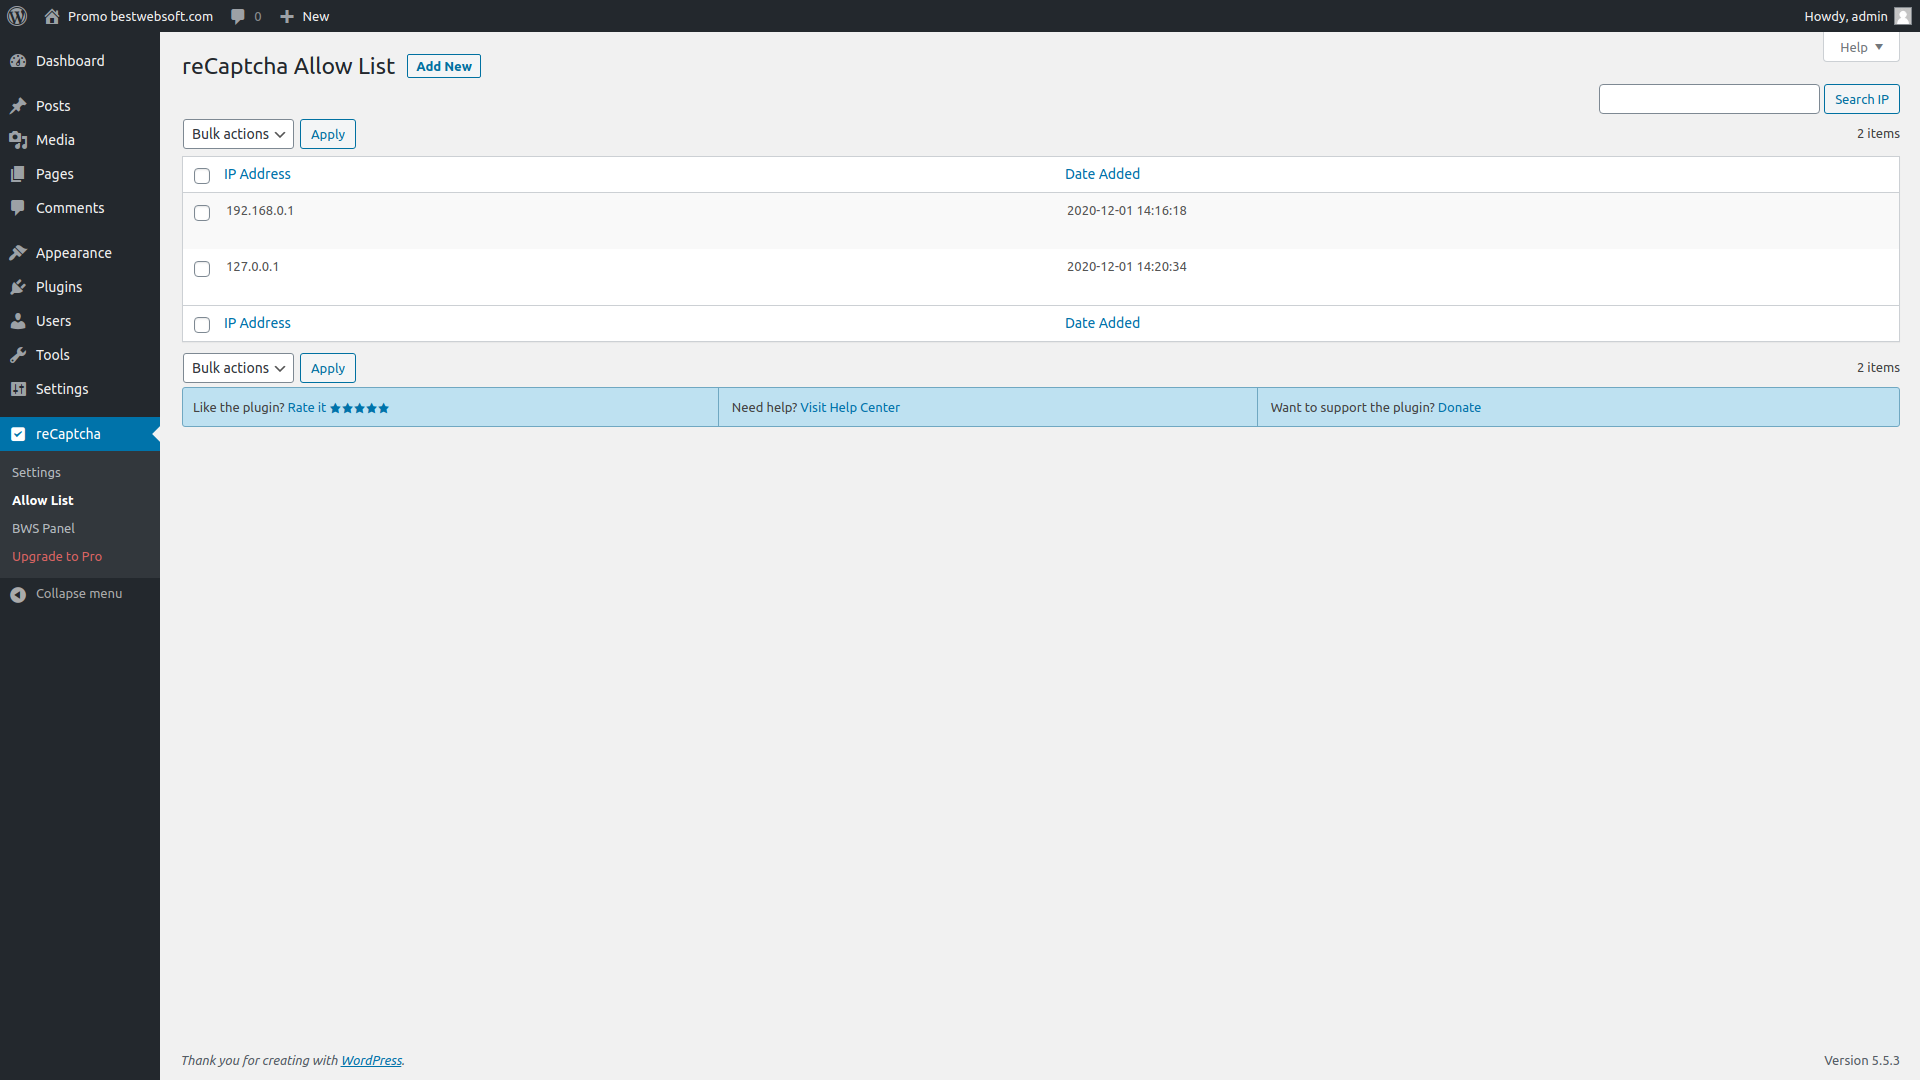 Promo bestwebsoft.com 0 New Howdy, admin
Help
Dashboard
Posts
Media
Pages
Comments
Appearance
Plugins
Users
Tools
Settings
reCaptcha
Settings
Allow List
BWS Panel
Upgrade to Pro
Collapse menu
reCaptcha Allow List Add New
Search IP
Bulk actions Apply 2 items
IP Address Date Added
192.168.0.1 2020-12-01 14:16:18
127.0.0.1 2020-12-01 14:20:34
IP Address Date Added
Bulk actions Apply 2 items
Like the plugin? Rate it ★★★★★ Need help? Visit Help Center Want to support the plugin? Donate
Thank you for creating with WordPress. Version 5.5.3